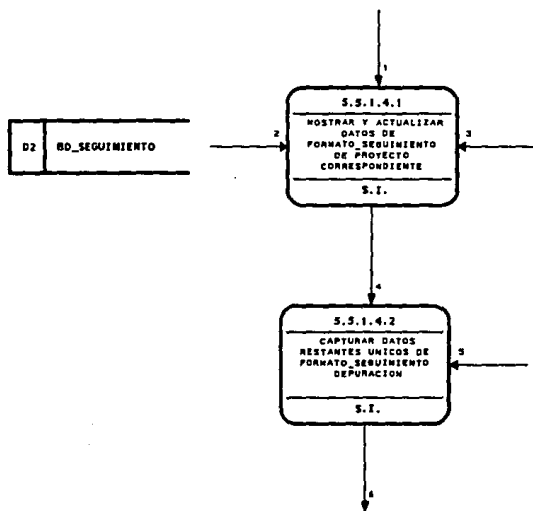 1
5.5.1.4.1
MOSTRAR Y ACTUALIZAR
DATOS DE
FORMATO_SEGUIMIENTO
DE PROYECTO
CORRESPONDIENTE
S.I.
D2 BD_SEGUIMIENTO
2
3
4
5.5.1.4.2
CAPTURAR DATOS
RESTANTES UNICOS DE
FORMATO_SEGUIMIENTO
DEPURACION
S.I.
5
6